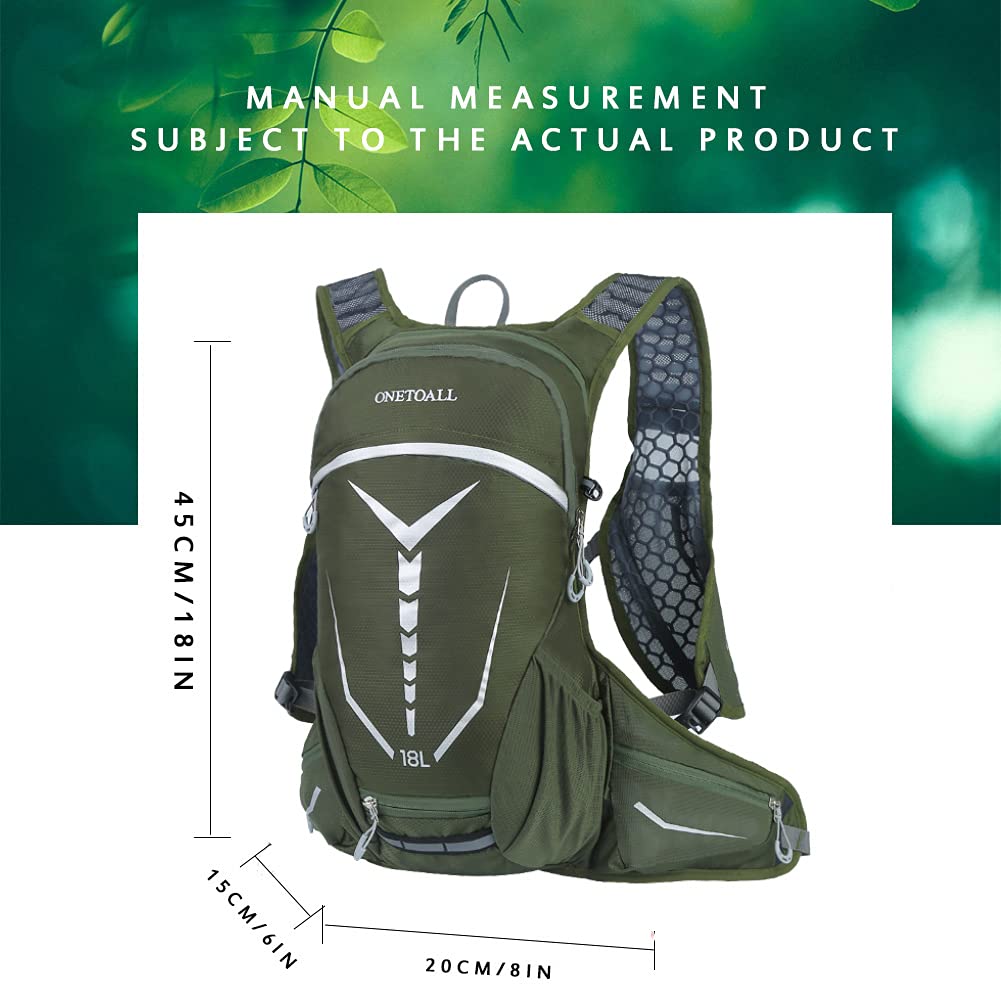 MANUAL MEASUREMENT
SUBJECT TO THE ACTUAL PRODUCT
ONETOALL
18L
45CM/18IN
15CM/6IN
20CM/8IN